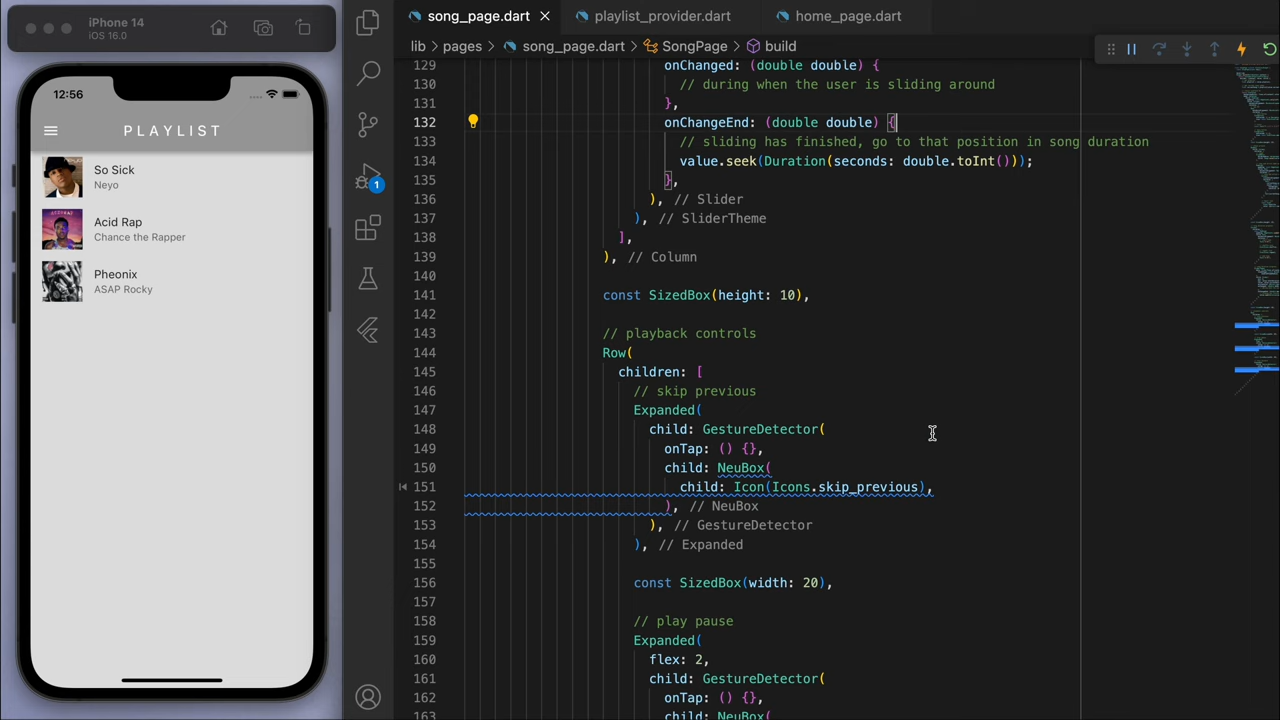 iPhone 14
iOS 16.0
12:56
PLAYLIST
So Sick
Neyo
Acid Rap
Chance the Rapper
Pheonix
ASAP Rocky
1
song_page.dart
playlist_provider.dart
home_page.dart
lib > pages > song_page.dart > SongPage > build
129 onChanged: (double double) {
130 // during when the user is sliding around
131 },
132 onChangeEnd: (double double) {
133 // sliding has finished, go to that position in song duration
134 value.seek(Duration(seconds: double.toInt()));
135 },
136 ), // Slider
137 ), // SliderTheme
138 ],
139 ), // Column
140
141 const SizedBox(height: 10),
142
143 // playback controls
144 Row(
145 children: [
146 // skip previous
147 Expanded(
148 child: GestureDetector(
149 onTap: () {},
150 child: NeuBox(
151 child: Icon(Icons.skip_previous),
152 ), // NeuBox
153 ), // GestureDetector
154 ), // Expanded
155
156 const SizedBox(width: 20),
157
158 // play pause
159 Expanded(
160 flex: 2,
161 child: GestureDetector(
162 onTap: () {},
163 child: NeuBox(